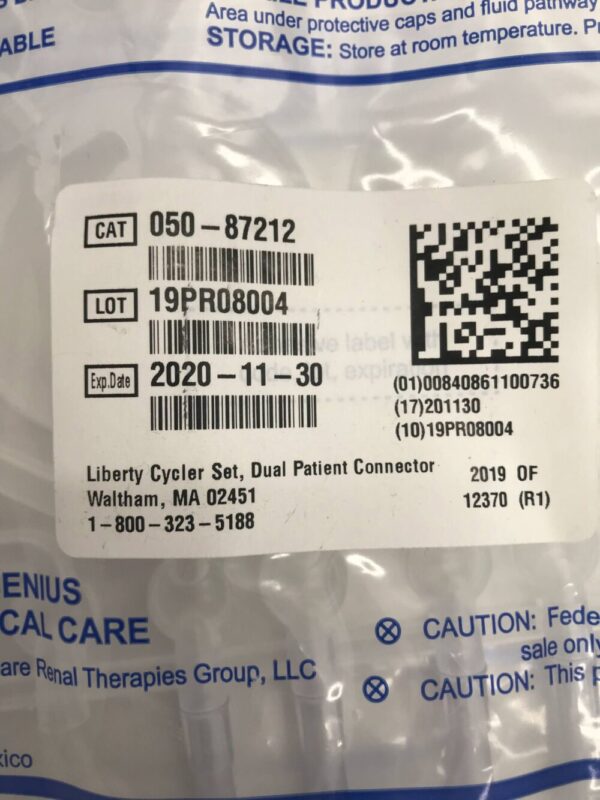 Area under protective caps and fluid pathway
ABLE
STORAGE: Store at room temperature.
CAT 050-87212
LOT 19PR08004
Exp.Date 2020-11-30
(01)00840861100736
(17)201130
(10)19PR08004
Liberty Cycler Set, Dual Patient Connector
Waltham, MA 02451
1-800-323-5188
2019 OF
12370 (R1)
ENIUS
CAL CARE
are Renal Therapies Group, LLC
CAUTION: Fede
sale only
CAUTION: This p
xico